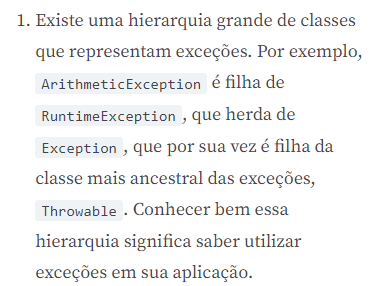 1. Existe uma hierarquia grande de classes
que representam exceções. Por exemplo,
ArithmeticException é filha de
RuntimeException, que herda de
Exception, que por sua vez é filha da
classe mais ancestral das exceções,
Throwable. Conhecer bem essa
hierarquia significa saber utilizar
exceções em sua aplicação.